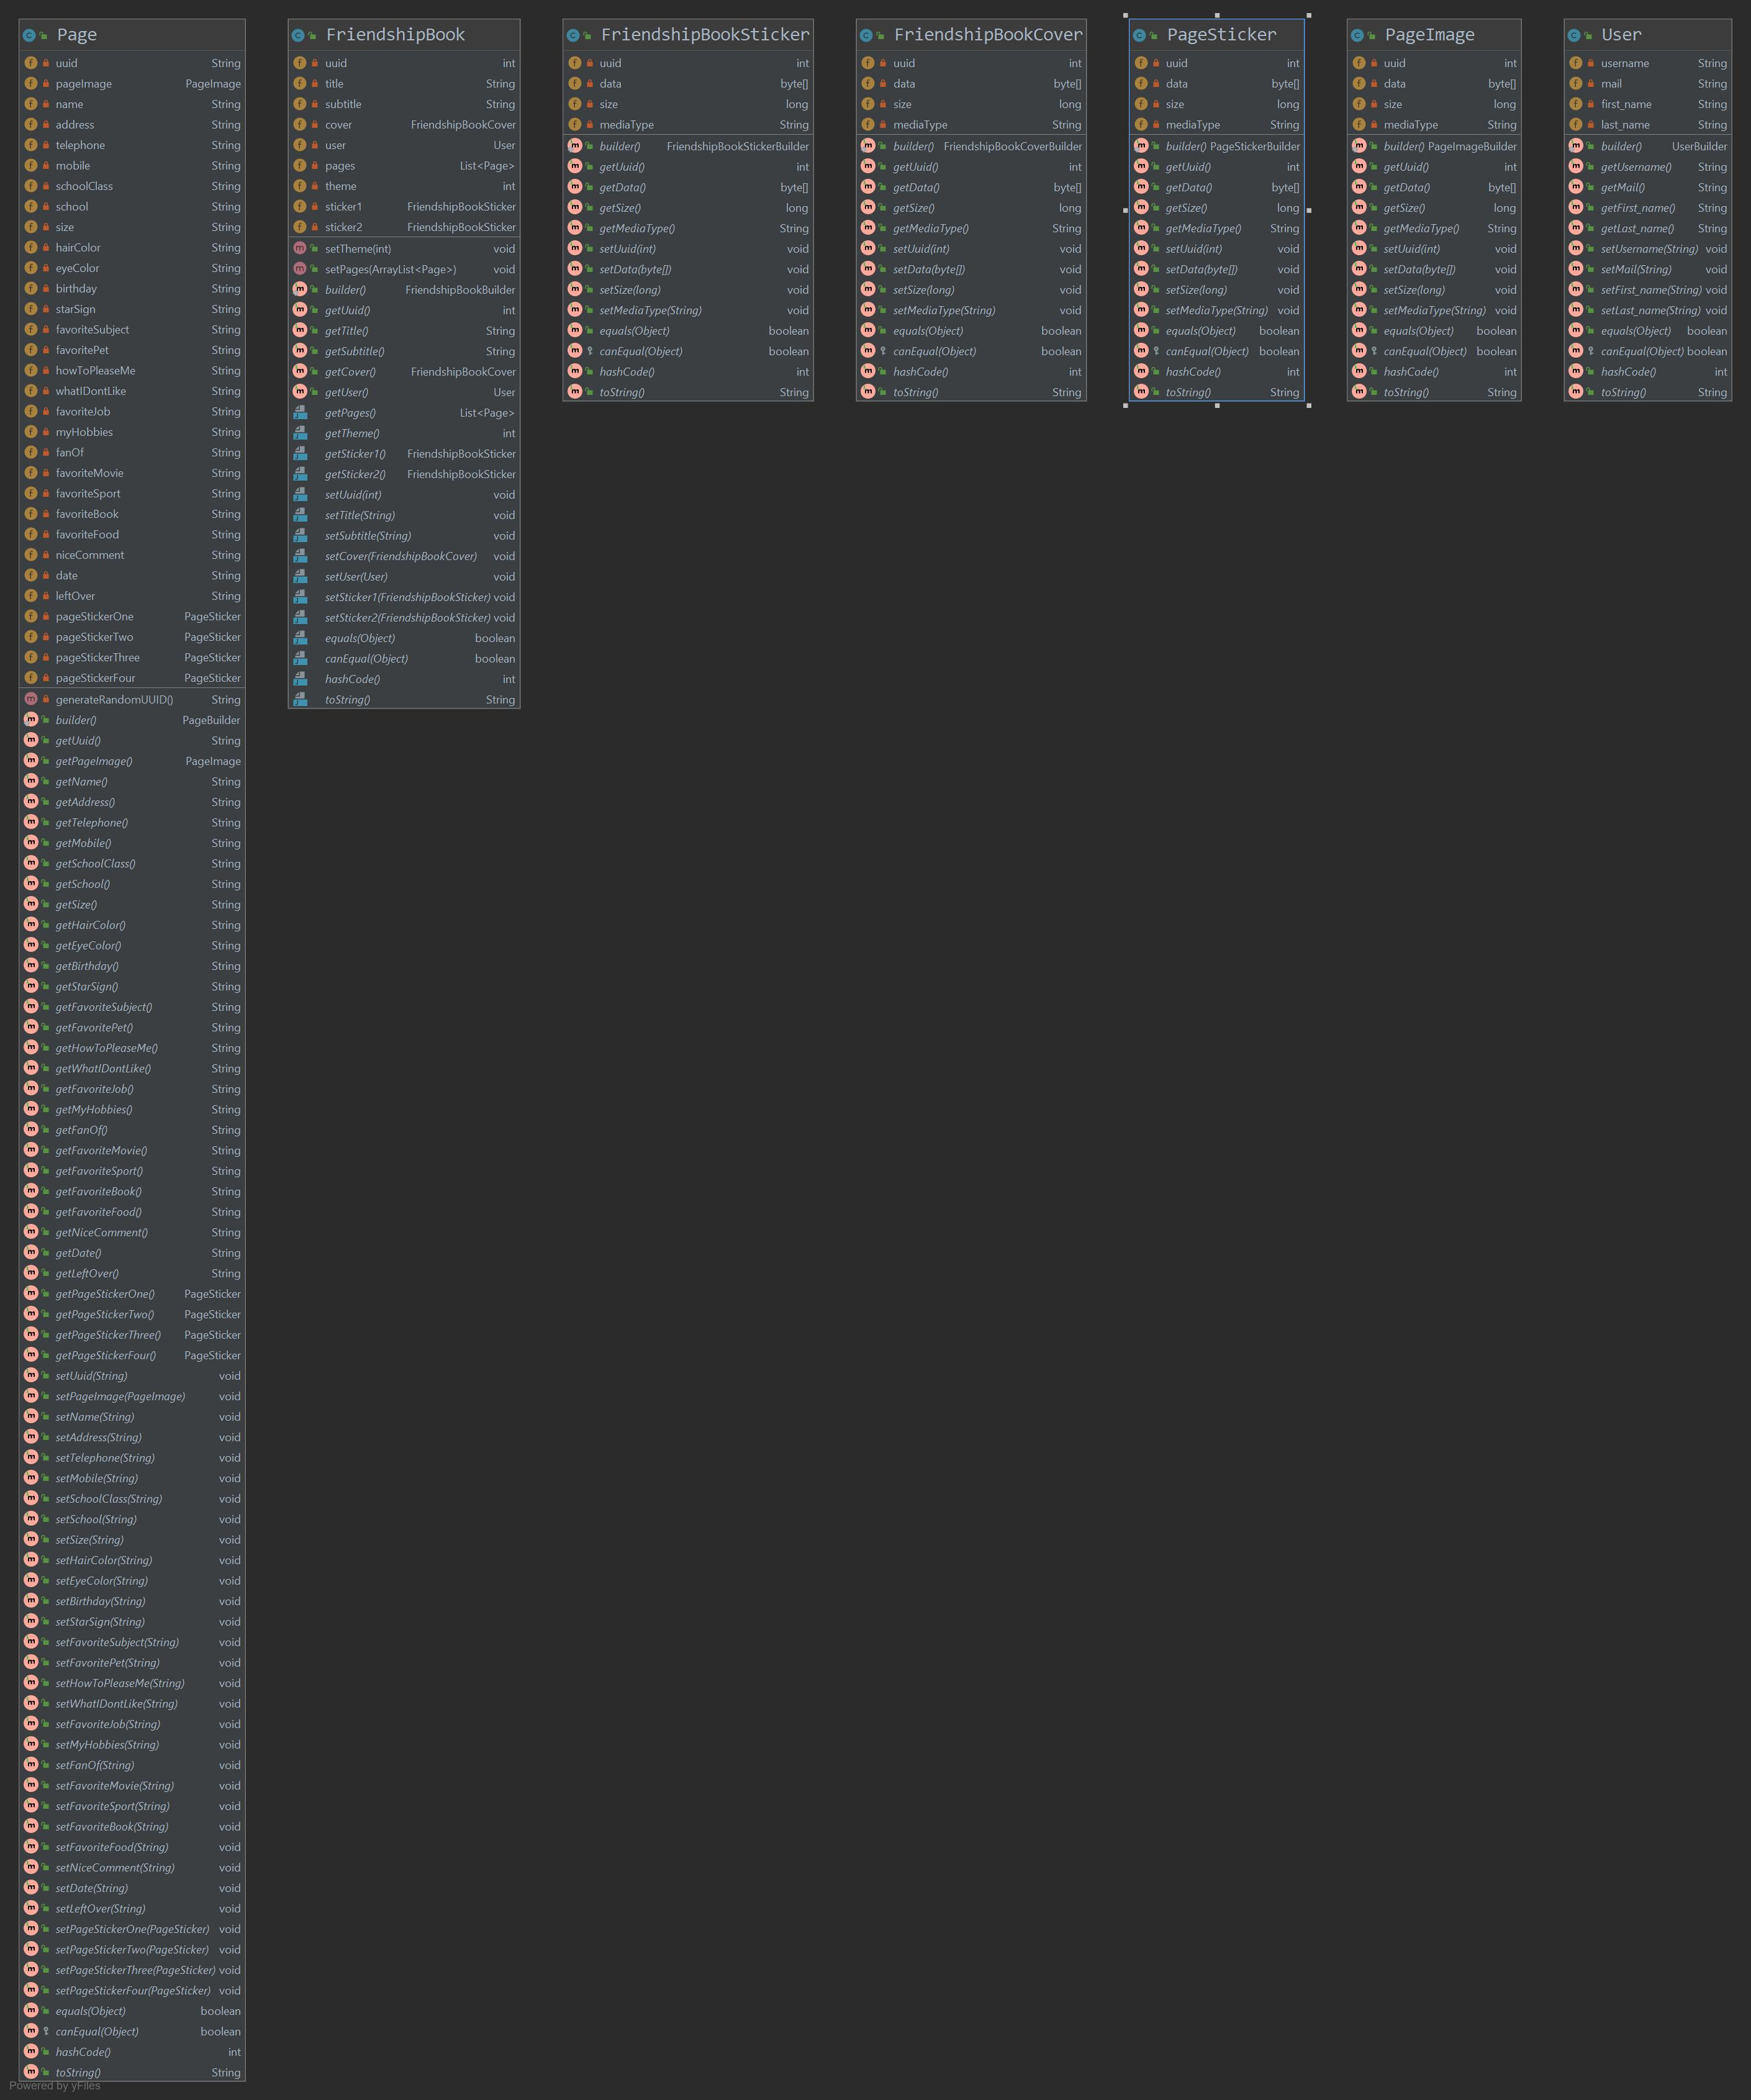 Page
uuid String
pageImage PageImage
name String
address String
telephone String
mobile String
schoolClass String
school String
size String
hairColor String
eyeColor String
birthday String
starSign String
favoriteSubject String
favoritePet String
howToPleaseMe String
whatIDontLike String
favoriteJob String
myHobbies String
fanOf String
favoriteMovie String
favoriteSport String
favoriteBook String
favoriteFood String
niceComment String
date String
leftOver String
pageStickerOne PageSticker
pageStickerTwo PageSticker
pageStickerThree PageSticker
pageStickerFour PageSticker
generateRandomUUID() String
builder() PageBuilder
getUuid() String
getPageImage() PageImage
getName() String
getAddress() String
getTelephone() String
getMobile() String
getSchoolClass() String
getSchool() String
getSize() String
getHairColor() String
getEyeColor() String
getBirthday() String
getStarSign() String
getFavoriteSubject() String
getFavoritePet() String
getHowToPleaseMe() String
getWhatIDontLike() String
getFavoriteJob() String
getMyHobbies() String
getFanOf() String
getFavoriteMovie() String
getFavoriteSport() String
getFavoriteBook() String
getFavoriteFood() String
getNiceComment() String
getDate() String
getLeftOver() String
getPageStickerOne() PageSticker
getPageStickerTwo() PageSticker
getPageStickerThree() PageSticker
getPageStickerFour() PageSticker
setUuid(String) void
setPageImage(PageImage) void
setName(String) void
setAddress(String) void
setTelephone(String) void
setMobile(String) void
setSchoolClass(String) void
setSchool(String) void
setSize(String) void
setHairColor(String) void
setEyeColor(String) void
setBirthday(String) void
setStarSign(String) void
setFavoriteSubject(String) void
setFavoritePet(String) void
setHowToPleaseMe(String) void
setWhatIDontLike(String) void
setFavoriteJob(String) void
setMyHobbies(String) void
setFanOf(String) void
setFavoriteMovie(String) void
setFavoriteSport(String) void
setFavoriteBook(String) void
setFavoriteFood(String) void
setNiceComment(String) void
setDate(String) void
setLeftOver(String) void
setPageStickerOne(PageSticker) void
setPageStickerTwo(PageSticker) void
setPageStickerThree(PageSticker) void
setPageStickerFour(PageSticker) void
equals(Object) boolean
canEqual(Object) boolean
hashCode() int
toString() String
Powered by yFiles
FriendshipBook
uuid int
title String
subtitle String
cover FriendshipBookCover
user User
pages List<Page>
theme int
sticker1 FriendshipBookSticker
sticker2 FriendshipBookSticker
setTheme(int) void
setPages(ArrayList<Page>) void
builder() FriendshipBookBuilder
getUuid() int
getTitle() String
getSubtitle() String
getCover() FriendshipBookCover
getUser() User
getPages() List<Page>
getTheme() int
getSticker1() FriendshipBookSticker
getSticker2() FriendshipBookSticker
setUuid(int) void
setTitle(String) void
setSubtitle(String) void
setCover(FriendshipBookCover) void
setUser(User) void
setSticker1(FriendshipBookSticker) void
setSticker2(FriendshipBookSticker) void
equals(Object) boolean
canEqual(Object) boolean
hashCode() int
toString() String
FriendshipBookSticker
uuid int
data byte[]
size long
mediaType String
builder() FriendshipBookStickerBuilder
getUuid() int
getData() byte[]
getSize() long
getMediaType() String
setUuid(int) void
setData(byte[]) void
setSize(long) void
setMediaType(String) void
equals(Object) boolean
canEqual(Object) boolean
hashCode() int
toString() String
FriendshipBookCover
uuid int
data byte[]
size long
mediaType String
builder() FriendshipBookCoverBuilder
getUuid() int
getData() byte[]
getSize() long
getMediaType() String
setUuid(int) void
setData(byte[]) void
setSize(long) void
setMediaType(String) void
equals(Object) boolean
canEqual(Object) boolean
hashCode() int
toString() String
PageSticker
uuid int
data byte[]
size long
mediaType String
builder() PageStickerBuilder
getUuid() int
getData() byte[]
getSize() long
getMediaType() String
setUuid(int) void
setData(byte[]) void
setSize(long) void
setMediaType(String) void
equals(Object) boolean
canEqual(Object) boolean
hashCode() int
toString() String
PageImage
uuid int
data byte[]
size long
mediaType String
builder() PageImageBuilder
getUuid() int
getData() byte[]
getSize() long
getMediaType() String
setUuid(int) void
setData(byte[]) void
setSize(long) void
setMediaType(String) void
equals(Object) boolean
canEqual(Object) boolean
hashCode() int
toString() String
User
username String
mail String
first_name String
last_name String
builder() UserBuilder
getUsername() String
getMail() String
getFirst_name() String
getLast_name() String
setUsername(String) void
setMail(String) void
setFirst_name(String) void
setLast_name(String) void
equals(Object) boolean
canEqual(Object) boolean
hashCode() int
toString() String